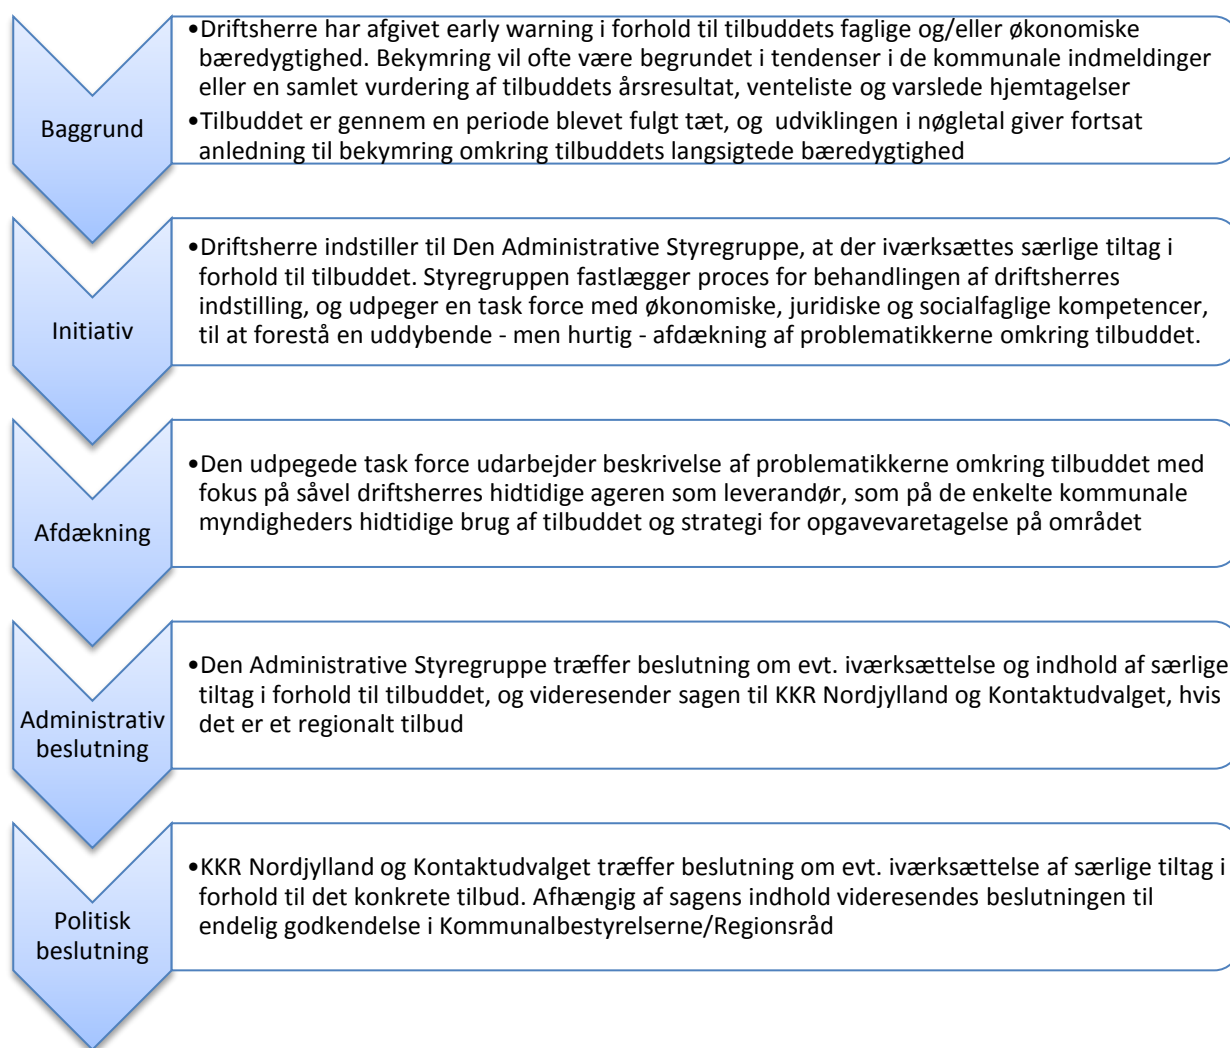 •Driftsherre har afgivet early warning i forhold til tilbuddets faglige og/eller økonomiske
bæredygtighed. Bekymring vil ofte være begrundet i tendenser i de kommunale indmeldinger
eller en samlet vurdering af tilbuddets årsresultat, venteliste og varslede hjemtagelser
Baggrund
•Tilbuddet er gennem en periode blevet fulgt tæt, og udviklingen i nøgletal giver fortsat
anledning til bekymring omkring tilbuddets langsigtede bæredygtighed
•Driftsherre indstiller til Den Administrative Styregruppe, at der iværksættes særlige tiltag i
forhold til tilbuddet. Styregruppen fastlægger proces for behandlingen af driftsherres
indstilling, og udpeger en task force med økonomiske, juridiske og socialfaglige kompetencer,
Initiativ
til at forestå en uddybende - men hurtig - afdækning af problematikkerne omkring tilbuddet.
•Den udpegede task force udarbejder beskrivelse af problematikkerne omkring tilbuddet med
fokus på såvel driftsherres hidtidige ageren som leverandør, som på de enkelte kommunale
Afdækning
myndigheders hidtidige brug af tilbuddet og strategi for opgavevaretagelse på området
•Den Administrative Styregruppe træffer beslutning om evt. iværksættelse og indhold af særlige
tiltag i forhold til tilbuddet, og videresender sagen til KKR Nordjylland og Kontaktudvalget, hvis
det er et regionalt tilbud
Administrativ
beslutning
•KKR Nordjylland og Kontaktudvalget træffer beslutning om evt. iværksættelse af særlige tiltag i
forhold til det konkrete tilbud. Afhængig af sagens indhold videresendes beslutningen til
endelig godkendelse i Kommunalbestyrelserne/Regionsråd
Politisk
beslutning